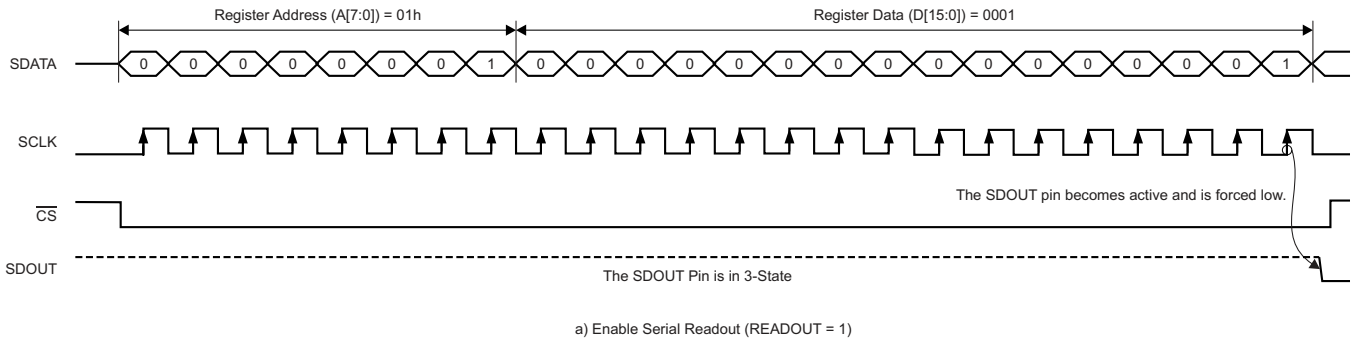 Register Address (A[7:0]) = 01h
Register Data (D[15:0]) = 0001
SDATA 0 0 0 0 0 0 0 1 0 0 0 0 0 0 0 0 0 0 0 0 0 0 0 1
SCLK
The SDOUT pin becomes active and is forced low.
CS
SDOUT
The SDOUT Pin is in 3-State
a) Enable Serial Readout (READOUT = 1)